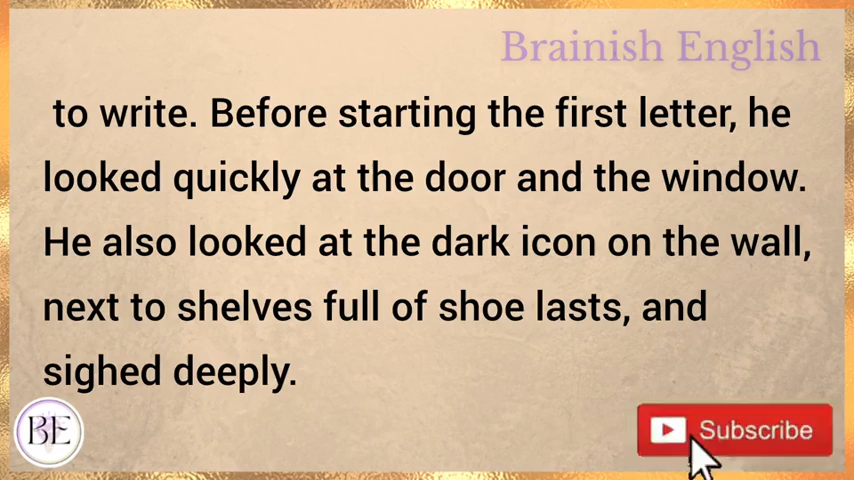 Brainish English
to write. Before starting the first letter, he
looked quickly at the door and the window.
He also looked at the dark icon on the wall,
next to shelves full of shoe lasts, and
sighed deeply.
BE
Subscribe